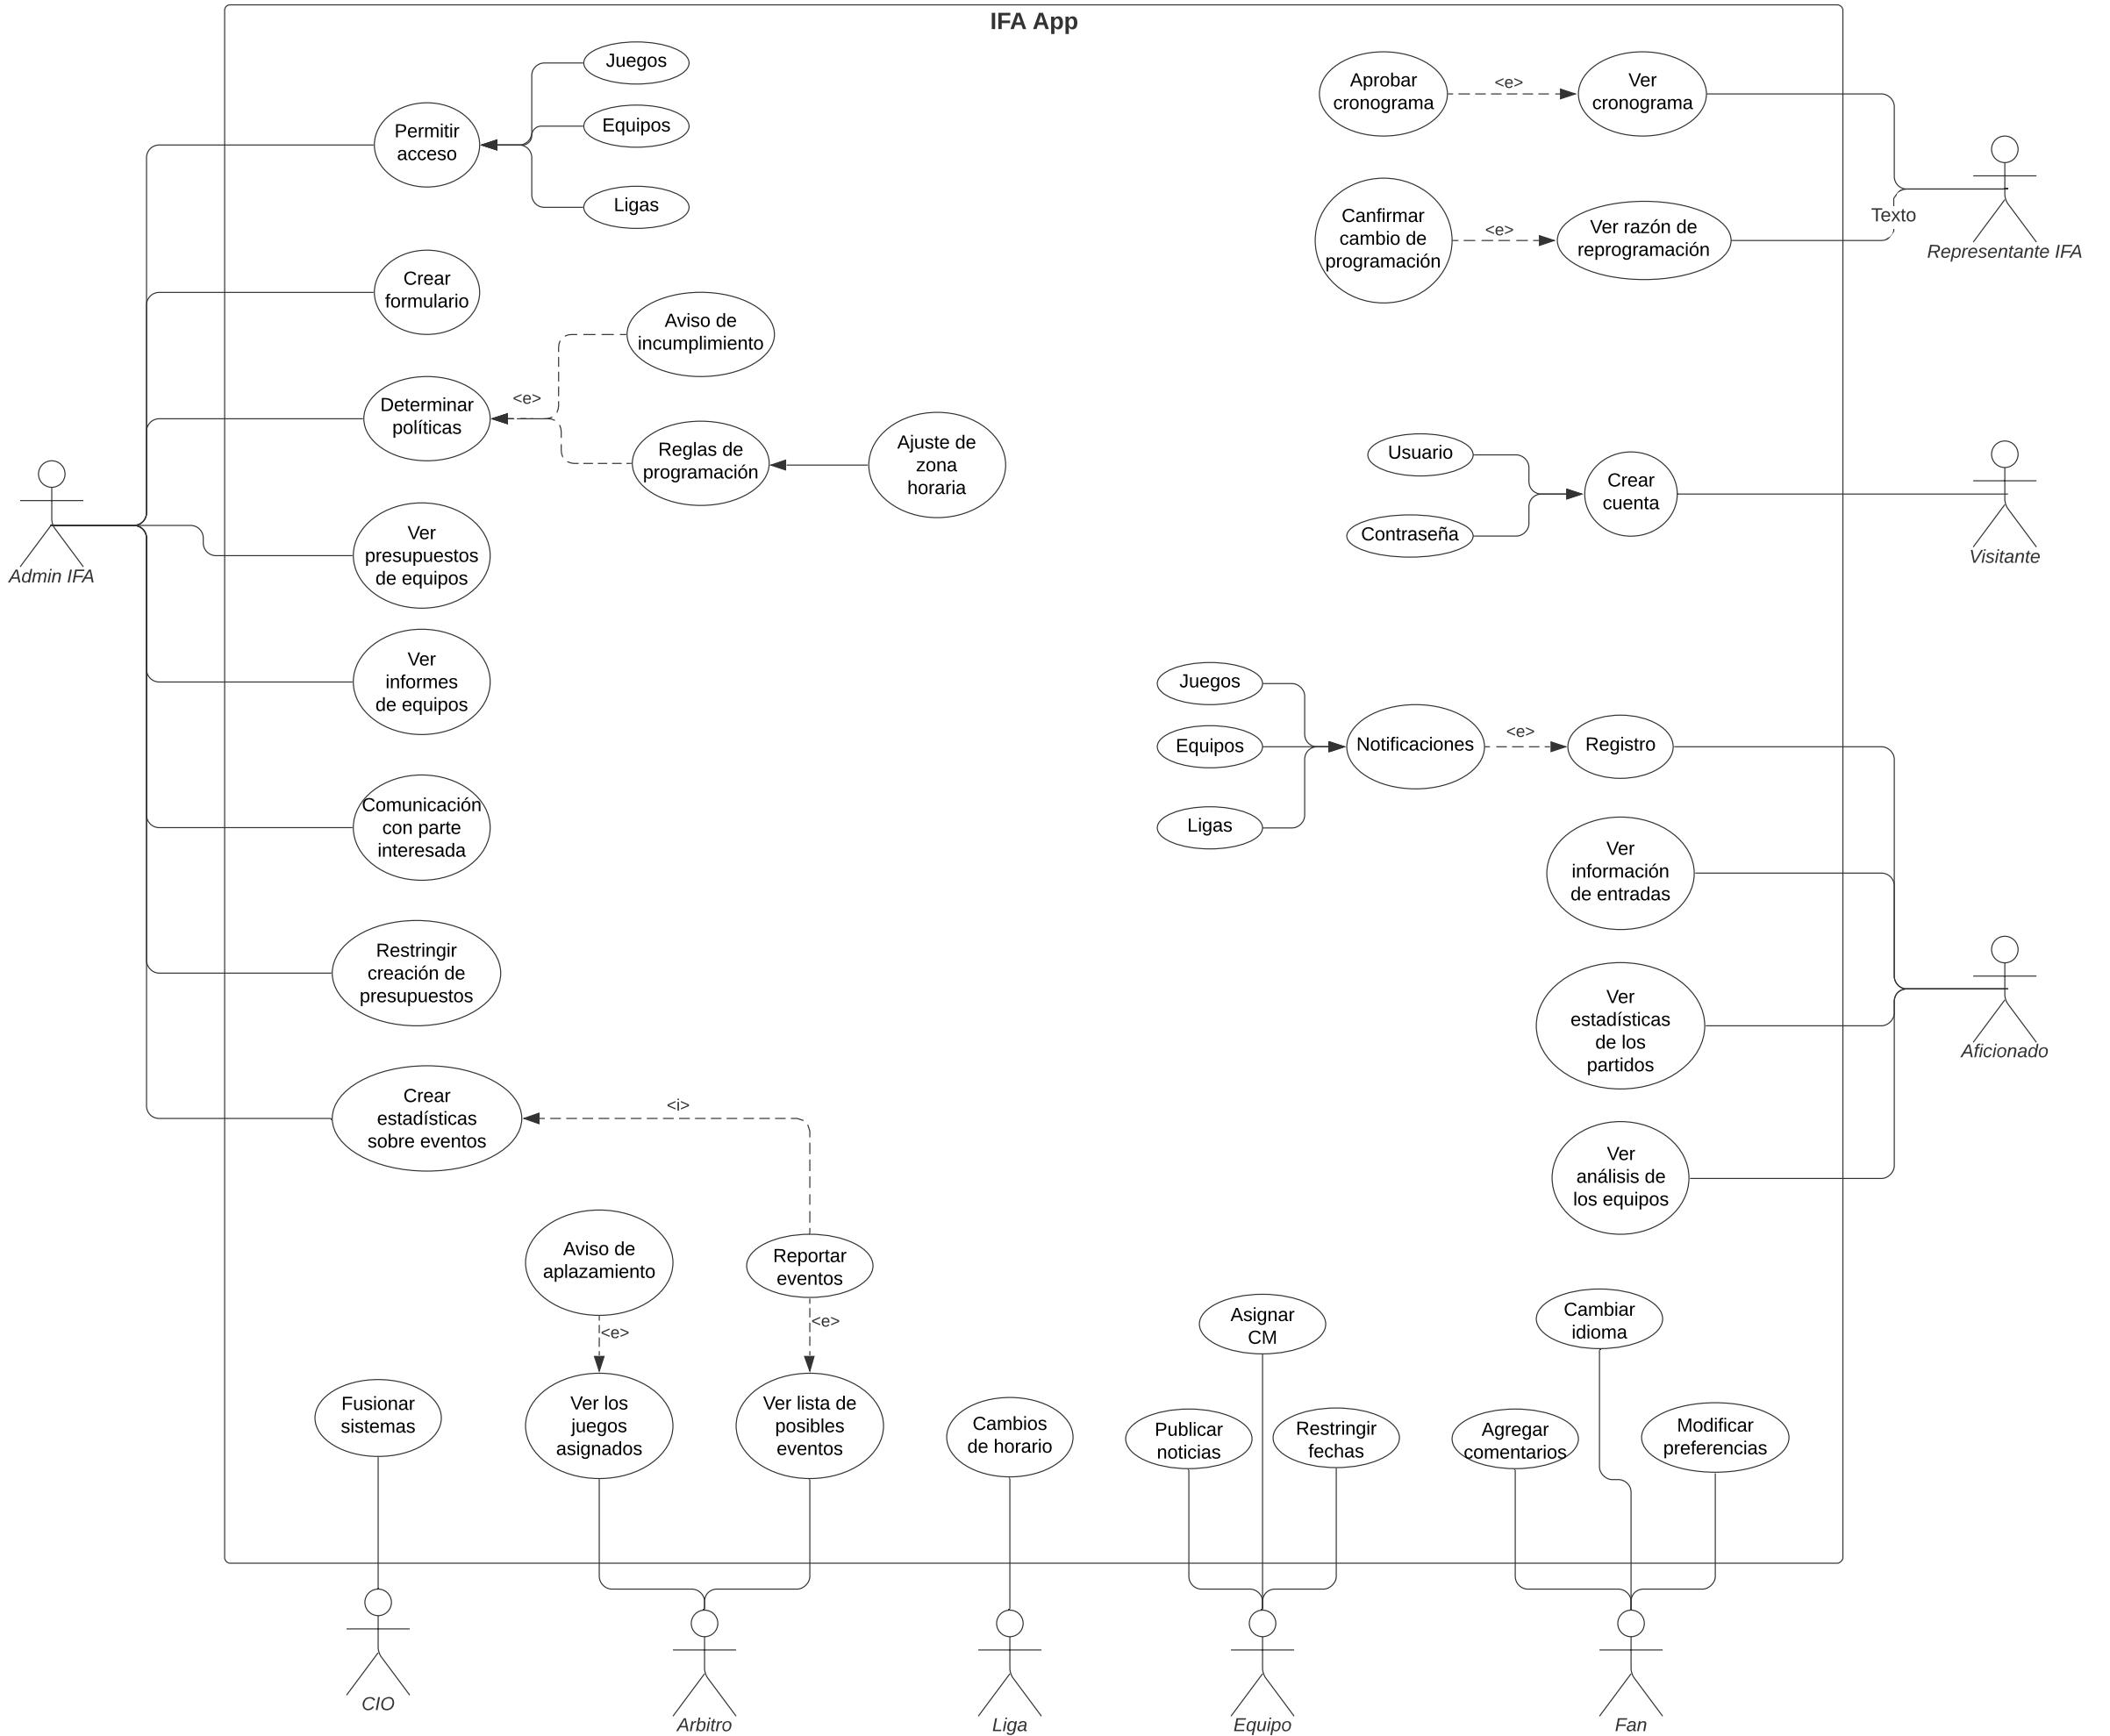 IFA App
Juegos
Equipos
Ligas
Permitir
acceso
Crear
formulario
Aviso de
incumplimiento
Determinar
políticas
<e>
Reglas de
programación
Ajuste de
zona
horaria
Ver
presupuestos
de equipos
Ver
informes
de equipos
Comunicación
con parte
interesada
Restringir
creación de
presupuestos
Crear
estadísticas
sobre eventos
<i>
Admin IFA
Aprobar
cronograma
<e>
Ver
cronograma
Canfirmar
cambio de
programación
<e>
Ver razón de
reprogramación
Texto
Representante IFA
Usuario
Contraseña
Crear
cuenta
Visitante
Juegos
Equipos
Ligas
Notificaciones
<e>
Registro
Ver
información
de entradas
Ver
estadísticas
de los
partidos
Ver
análisis de
los equipos
Aficionado
Aviso de
aplazamiento
<e>
Reportar
eventos
<e>
Fusionar
sistemas
Ver los
juegos
asignados
Ver lista de
posibles
eventos
Cambios
de horario
Asignar
CM
Publicar
noticias
Restringir
fechas
Cambiar
idioma
Agregar
comentarios
Modificar
preferencias
CIO
Arbitro
Liga
Equipo
Fan